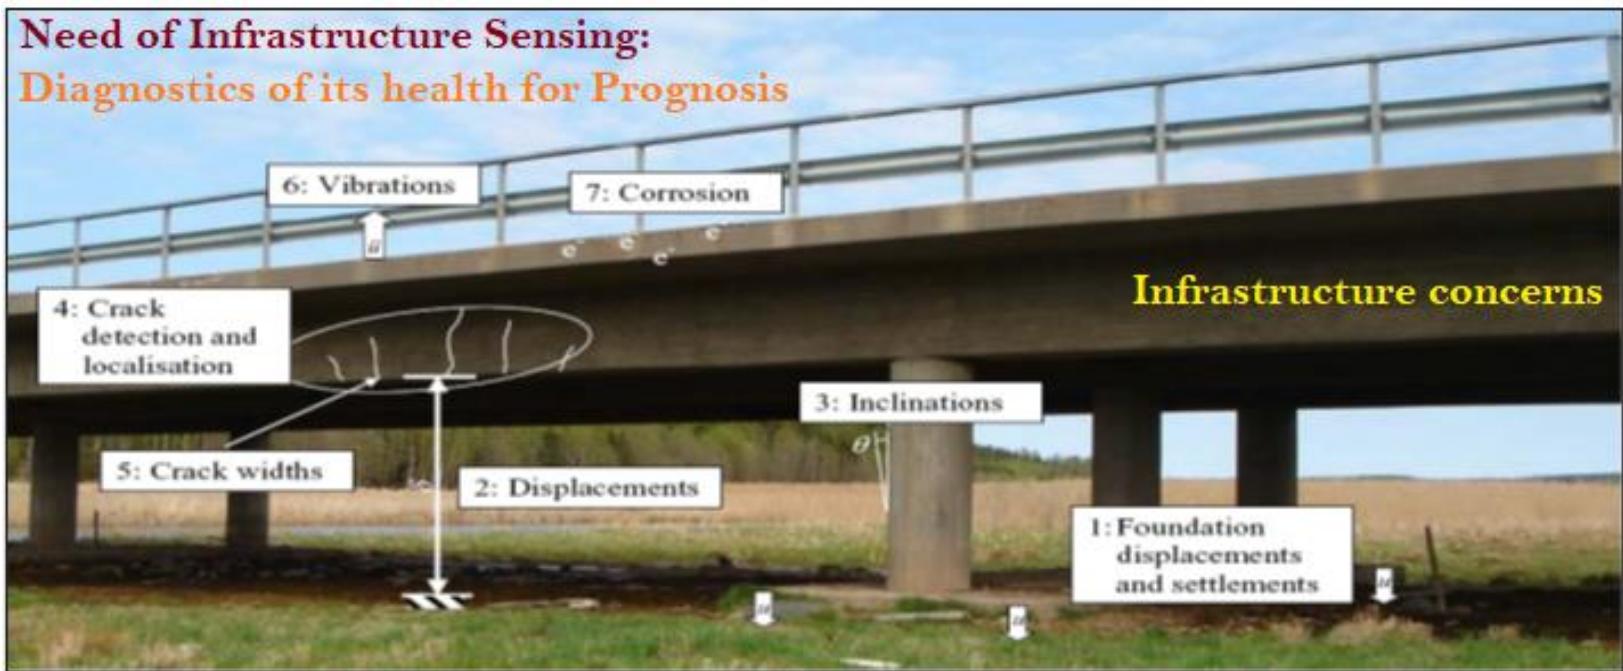 Need of Infrastructure Sensing:
Diagnostics of its health for Prognosis
6: Vibrations
7: Corrosion
ü
e⁻ e⁻ e⁻ e⁻
Infrastructure concerns
4: Crack
detection and
localisation
3: Inclinations
θ
5: Crack widths
2: Displacements
1: Foundation
displacements
and settlements
u
u
u